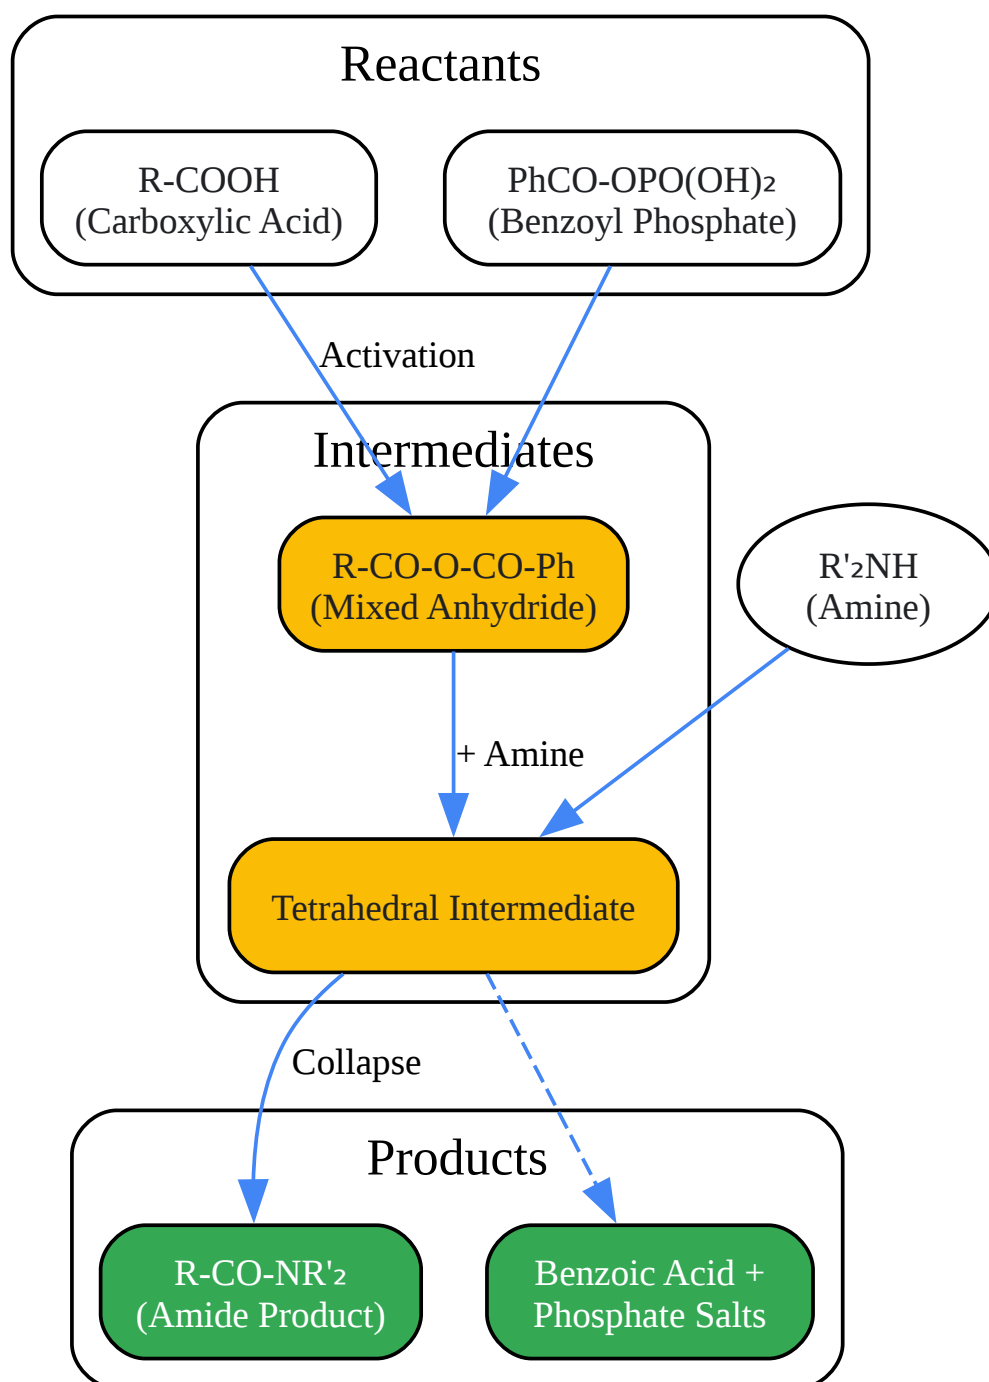 Reactants
R-COOH
(Carboxylic Acid)
PhCO-OPO(OH)₂
(Benzoyl Phosphate)
Activation
Intermediates
R-CO-O-CO-Ph
(Mixed Anhydride)
R'₂NH
(Amine)
+ Amine
Tetrahedral Intermediate
Collapse
Products
R-CO-NR'₂
(Amide Product)
Benzoic Acid +
Phosphate Salts